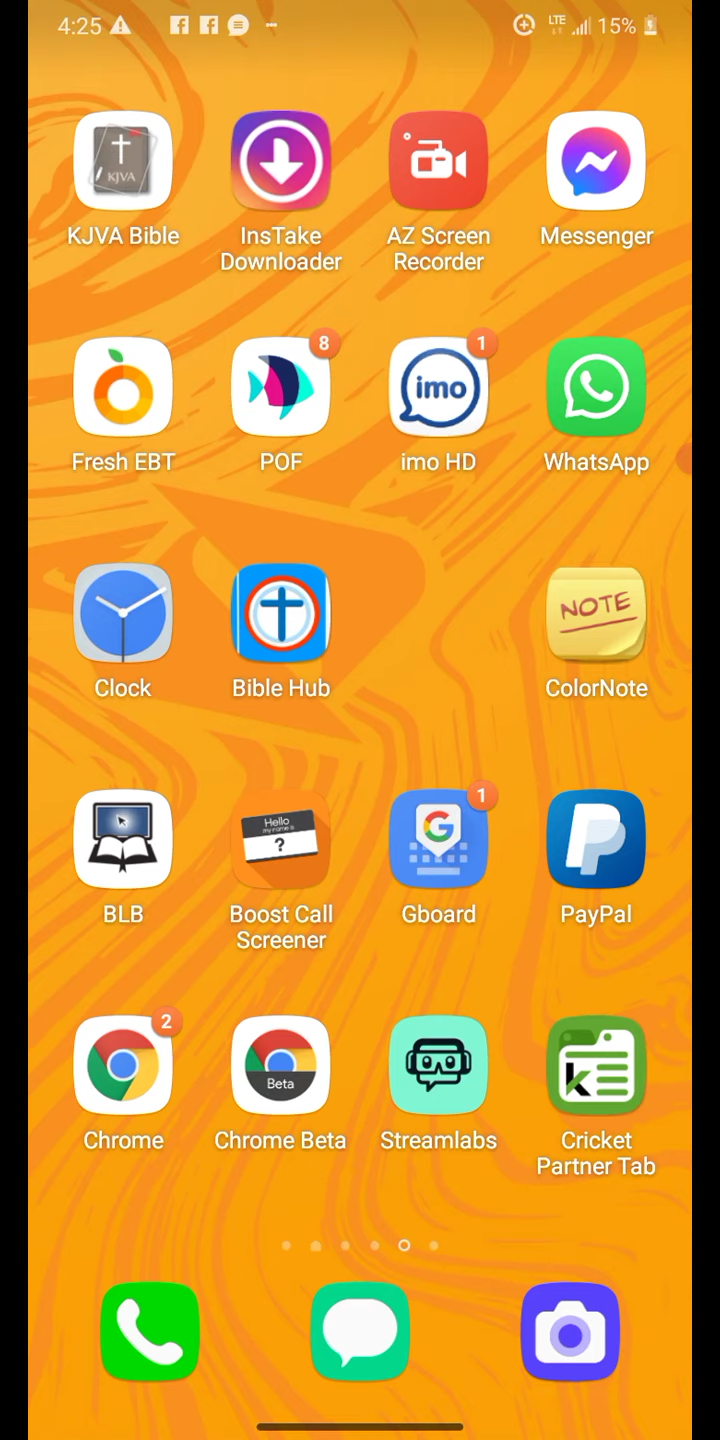 4:25 LTE 15%
KJVA
KJVA Bible
InsTake
Downloader
AZ Screen
Recorder
Messenger
8
1
imo
Fresh EBT
POF
imo HD
WhatsApp
NOTE
Clock
Bible Hub
ColorNote
1
Hello
my name is
?
G
BLB
Boost Call
Screener
Gboard
PayPal
2
Beta
k
Chrome
Chrome Beta
Streamlabs
Cricket
Partner Tab